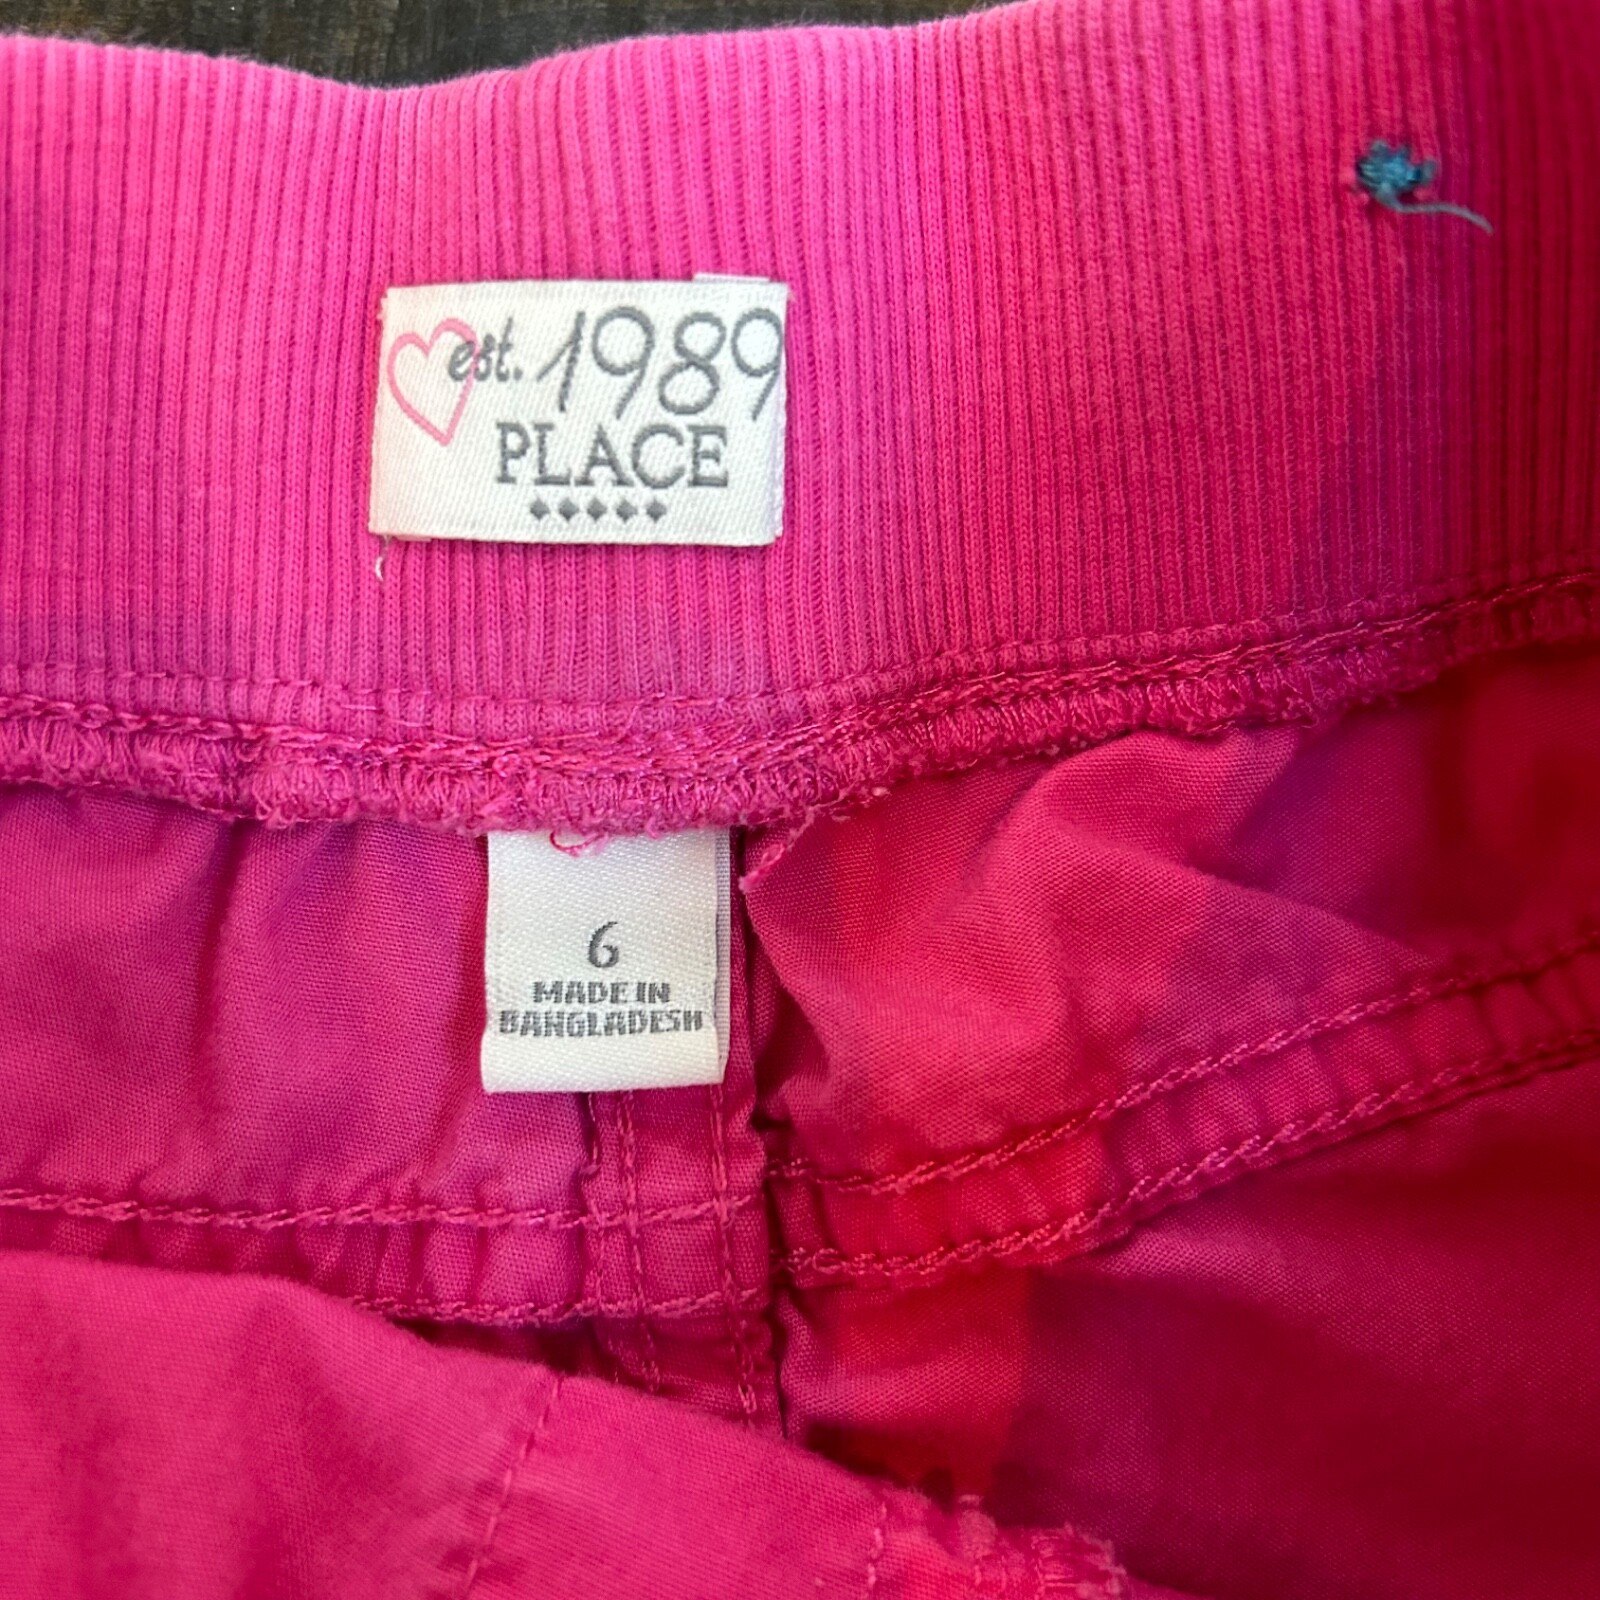 est. 1989
PLACE
6
MADE IN
BANGLADESH